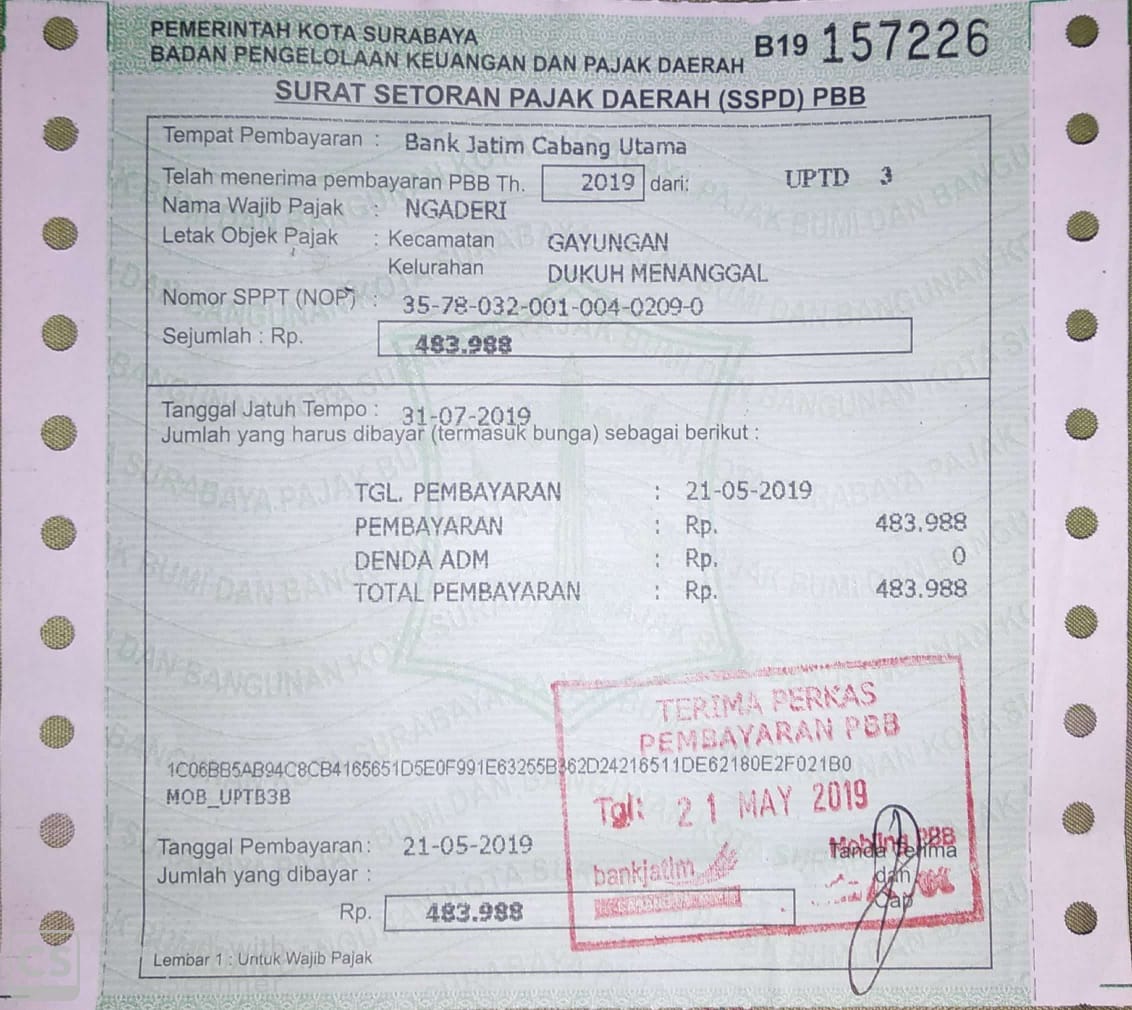 PEMERINTAH KOTA SURABAYA
BADAN PENGELOLAAN KEUANGAN DAN PAJAK DAERAH
B19 157226
SURAT SETORAN PAJAK DAERAH (SSPD) PBB
Tempat Pembayaran : Bank Jatim Cabang Utama
Telah menerima pembayaran PBB Th. 2019 dari: UPTD 3
Nama Wajib Pajak : NGADERI
Letak Objek Pajak : Kecamatan GAYUNGAN
Kelurahan DUKUH MENANGGAL
Nomor SPPT (NOP) : 35-78-032-001-004-0209-0
Sejumlah : Rp. 483.988
Tanggal Jatuh Tempo : 31-07-2019
Jumlah yang harus dibayar (termasuk bunga) sebagai berikut :
TGL. PEMBAYARAN : 21-05-2019
PEMBAYARAN : Rp. 483.988
DENDA ADM : Rp. 0
TOTAL PEMBAYARAN : Rp. 483.988
TERIMA PERKAS
PEMBAYARAN PBB
1C06BB5AB94C8CB4165651D5E0F991E63255B362D24216511DE62180E2F021B0
MOB_UPTB3B
Tgl: 21 MAY 2019
Tanggal Pembayaran : 21-05-2019
Mobling PBB
Tanda Terima
Jumlah yang dibayar :
bankjatim
dan
Cap
Rp. 483.988
Lembar 1 : Untuk Wajib Pajak
CS